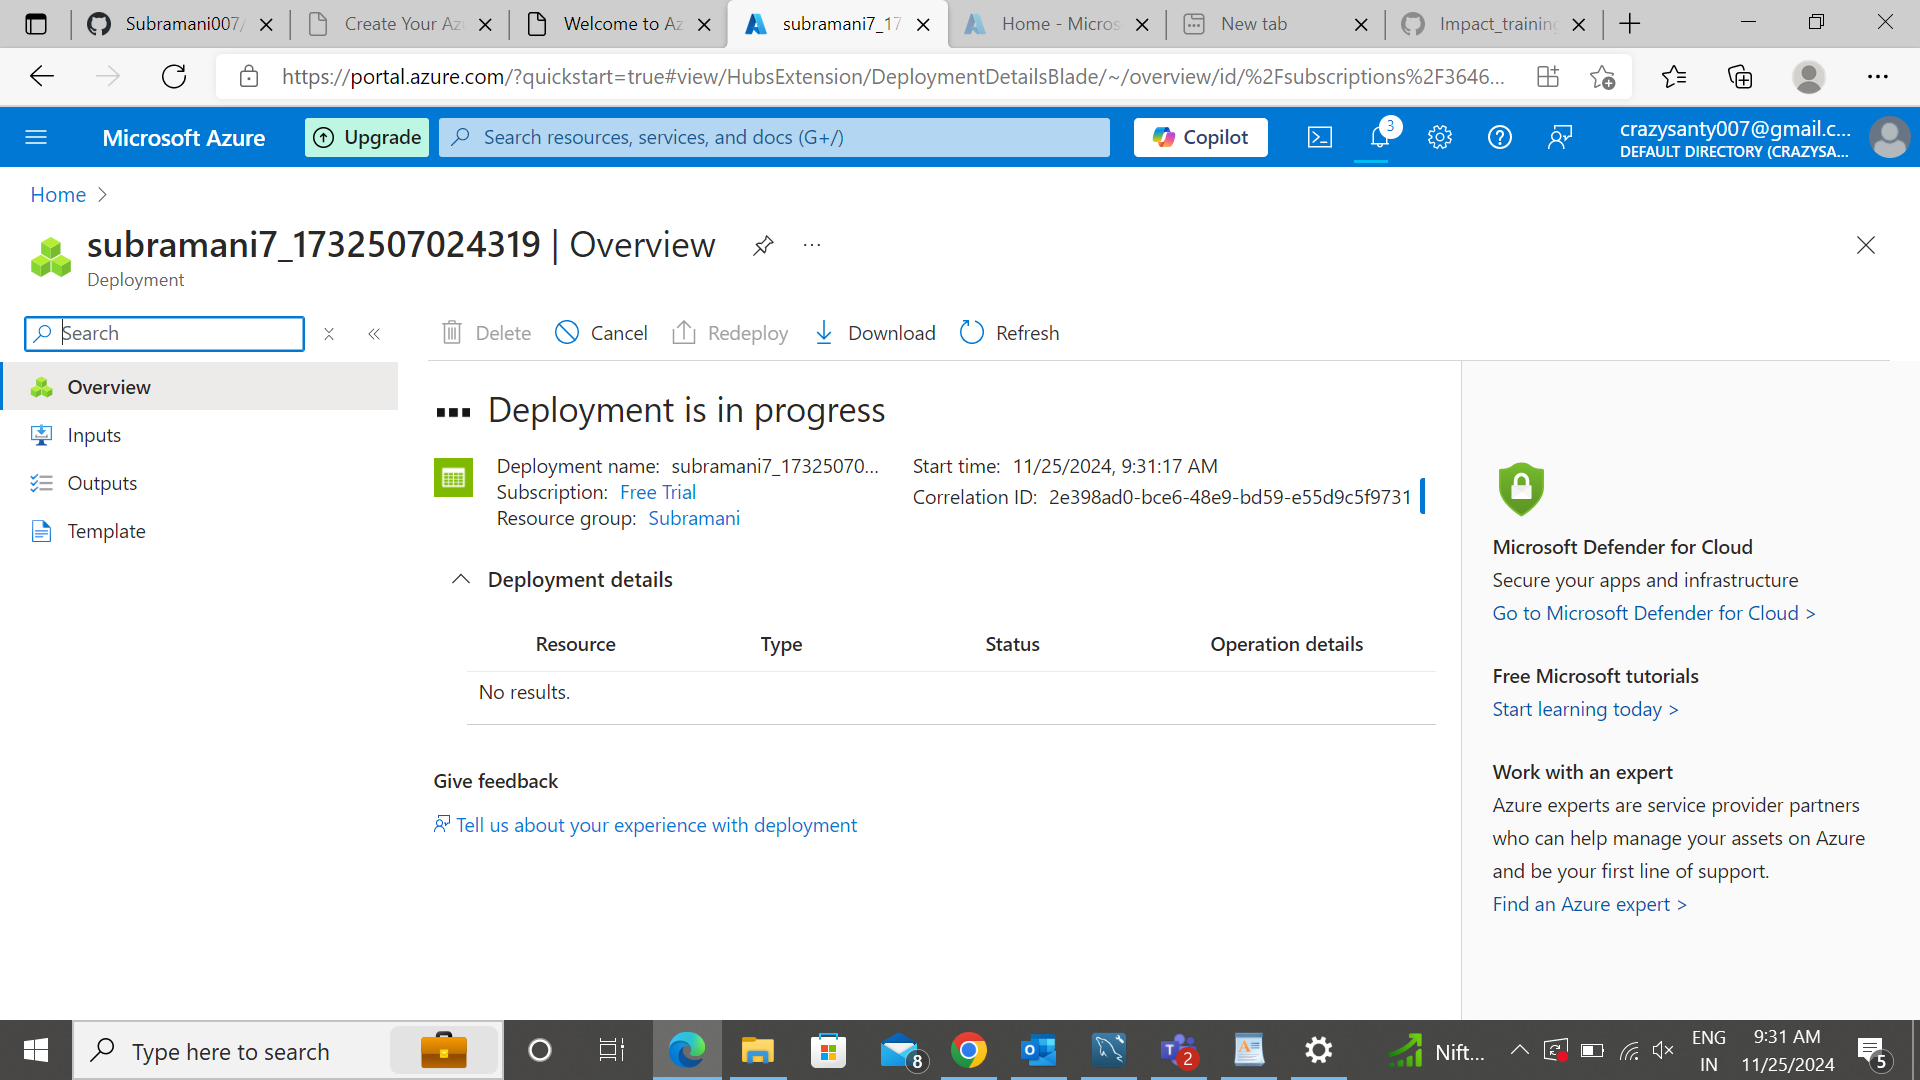 Subramani007/
Create Your Az
Welcome to Az
subramani7_17
Home - Micros
New tab
Impact_training
https://portal.azure.com/?quickstart=true#view/HubsExtension/DeploymentDetailsBlade/~/overview/id/%2Fsubscriptions%2F3646...
Microsoft Azure
Upgrade
Search resources, services, and docs (G+/)
Copilot
3
crazysanty007@gmail.c...
DEFAULT DIRECTORY (CRAZYSA...
Home >
subramani7_1732507024319 | Overview
Deployment
Search
Delete
Cancel
Redeploy
Download
Refresh
Overview
Inputs
Outputs
Template
Deployment is in progress
Deployment name: subramani7_17325070...
Subscription: Free Trial
Resource group: Subramani
Start time: 11/25/2024, 9:31:17 AM
Correlation ID: 2e398ad0-bce6-48e9-bd59-e55d9c5f9731
Deployment details
Resource Type Status Operation details
No results.
Give feedback
Tell us about your experience with deployment
Microsoft Defender for Cloud
Secure your apps and infrastructure
Go to Microsoft Defender for Cloud >
Free Microsoft tutorials
Start learning today >
Work with an expert
Azure experts are service provider partners
who can help manage your assets on Azure
and be your first line of support.
Find an Azure expert >
Type here to search
8
2
Nift...
ENG
IN
9:31 AM
11/25/2024
5